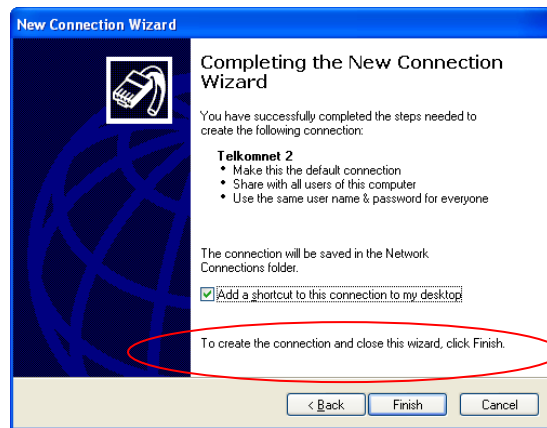 New Connection Wizard
Completing the New Connection
Wizard
You have successfully completed the steps needed to
create the following connection:
Telkomnet 2
• Make this the default connection
• Share with all users of this computer
• Use the same user name & password for everyone
The connection will be saved in the Network
Connections folder.
Add a shortcut to this connection to my desktop
To create the connection and close this wizard, click Finish.
< Back Finish Cancel